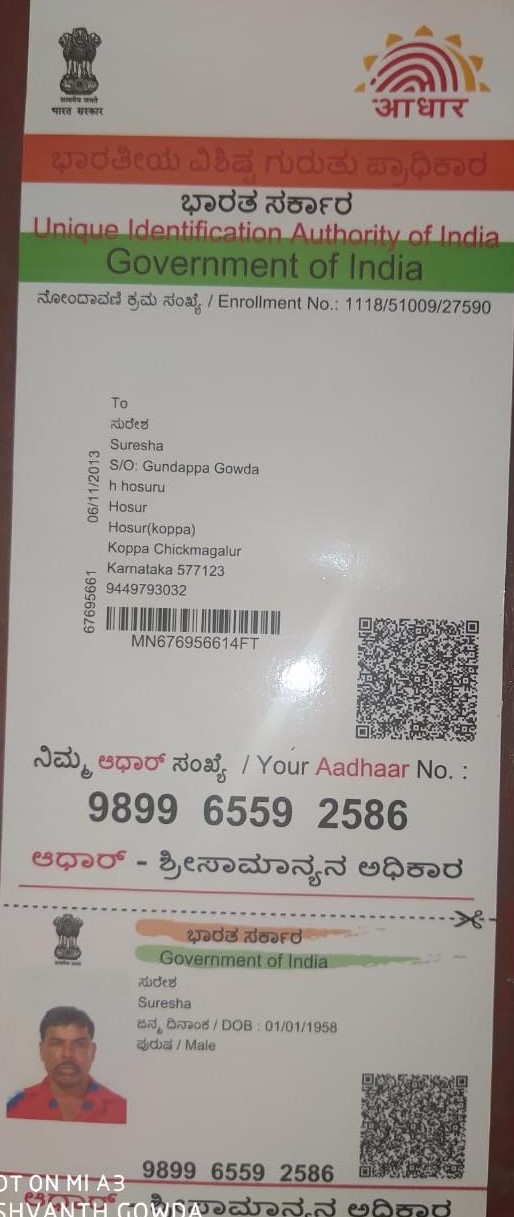 सत्यमेव जयते
भारत सरकार
आधार
ಭಾರತೀಯ ವಿಶಿಷ್ಟ ಗುರುತು ಪ್ರಾಧಿಕಾರ
ಭಾರತ ಸರ್ಕಾರ
Unique Identification Authority of India
Government of India
ನೋಂದಾವಣಿ ಕ್ರಮ ಸಂಖ್ಯೆ / Enrollment No.: 1118/51009/27590
To
ಸುರೇಶ
Suresha
S/O: Gundappa Gowda
h hosuru
Hosur
Hosur(koppa)
Koppa Chickmagalur
Karnataka 577123
9449793032
06/11/2013
67695661
MN676956614FT
ನಿಮ್ಮ ಆಧಾರ್ ಸಂಖ್ಯೆ / Your Aadhaar No. :
9899 6559 2586
ಆಧಾರ್ - ಶ್ರೀಸಾಮಾನ್ಯನ ಅಧಿಕಾರ
ಭಾರತ ಸರ್ಕಾರ
Government of India
ಸುರೇಶ
Suresha
ಜನ್ಮ ದಿನಾಂಕ / DOB : 01/01/1958
ಪುರುಷ / Male
9899 6559 2586
ಆಧಾರ್ - ಶ್ರೀಸಾಮಾನ್ಯನ ಅಧಿಕಾರ
OT ON MI A3
SHVANTH GOWDA